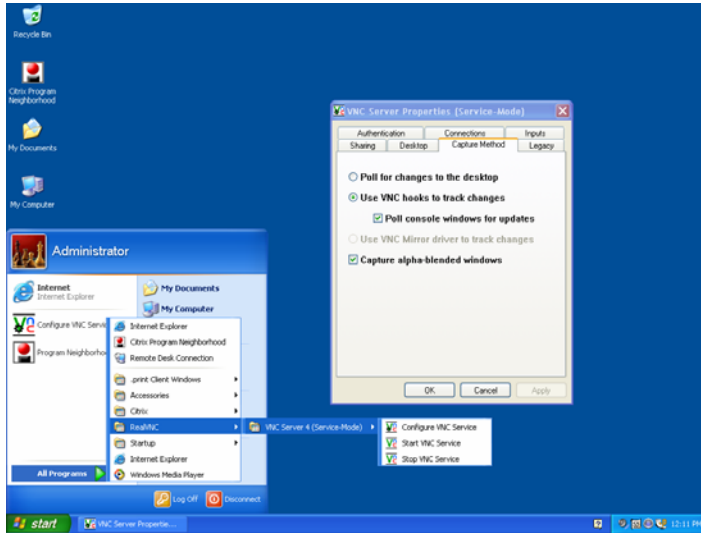 Recycle Bin
Citrix Program
Neighborhood
My Documents
My Computer
VNC Server Properties (Service-Mode)
Authentication Connections Inputs
Sharing Desktop Capture Method Legacy
Poll for changes to the desktop
Use VNC hooks to track changes
Poll console windows for updates
Use VNC Mirror driver to track changes
Capture alpha-blended windows
OK Cancel Apply
Administrator
Internet
Internet Explorer
Configure VNC Servi
Program Neighborho
All Programs
My Documents
My Computer
Internet Explorer
Citrix Program Neighborhood
Remote Desk Connection
.print Client Windows
Accessories
Citrix
RealVNC
Startup
Internet Explorer
Windows Media Player
VNC Server 4 (Service-Mode)
Configure VNC Service
Start VNC Service
Stop VNC Service
Log Off Disconnect
start VNC Server Propertie... 12:11 PM